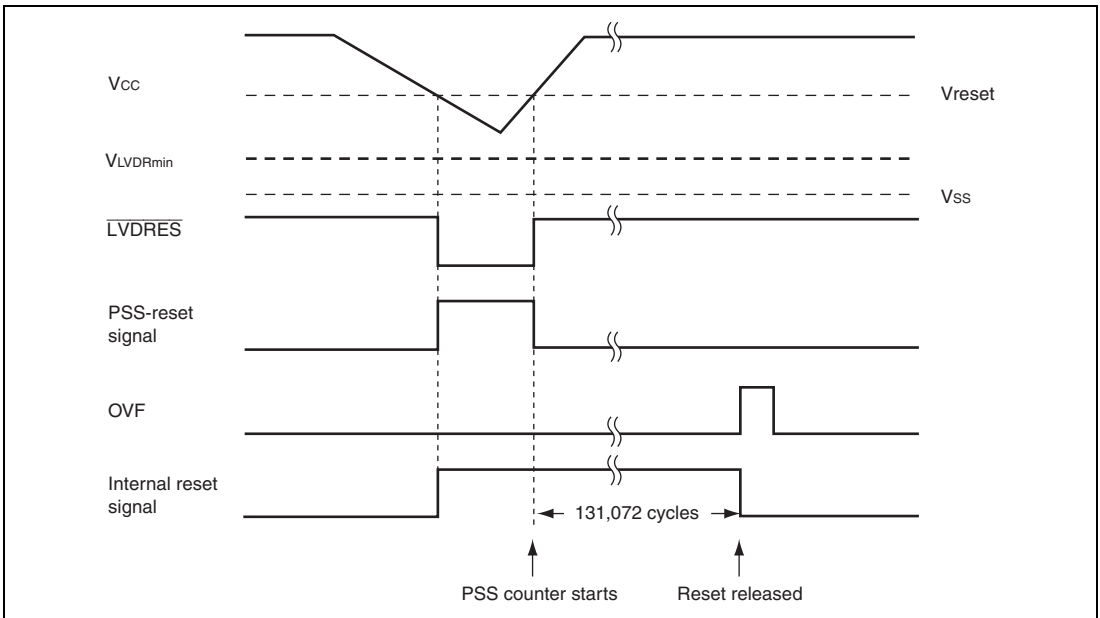 Vcc
Vreset
VLVDRmin
Vss
LVDRES
PSS-reset
signal
OVF
Internal reset
signal
131,072 cycles
PSS counter starts
Reset released